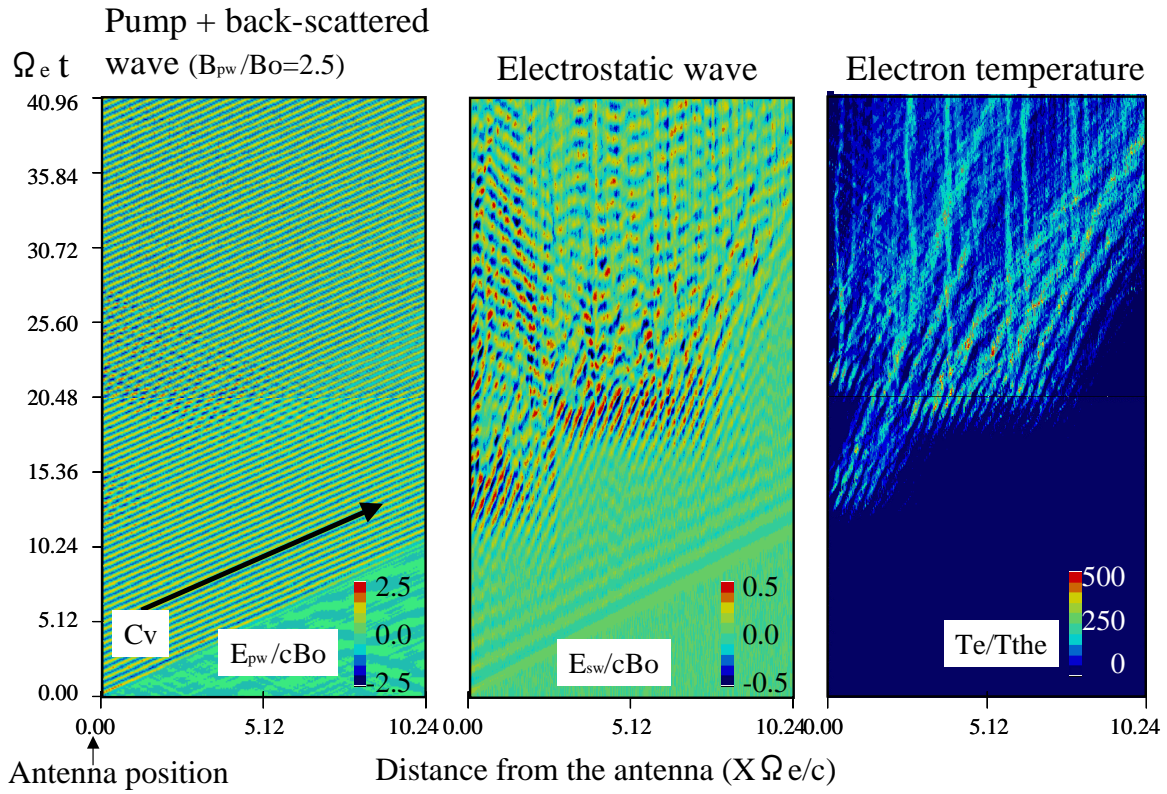 Pump + back-scattered
wave (Bpw/Bo=2.5)
Electrostatic wave
Electron temperature
Ωe t
40.96
35.84
30.72
25.60
20.48
15.36
10.24
5.12
0.00
Cv
Epw/cBo
2.5
0.0
-2.5
Esw/cBo
0.5
0.0
-0.5
Te/Tthe
500
250
0
0.00 5.12 10.24
0.00 5.12 10.24
0.00 5.12 10.24
Antenna position
Distance from the antenna (XΩe/c)